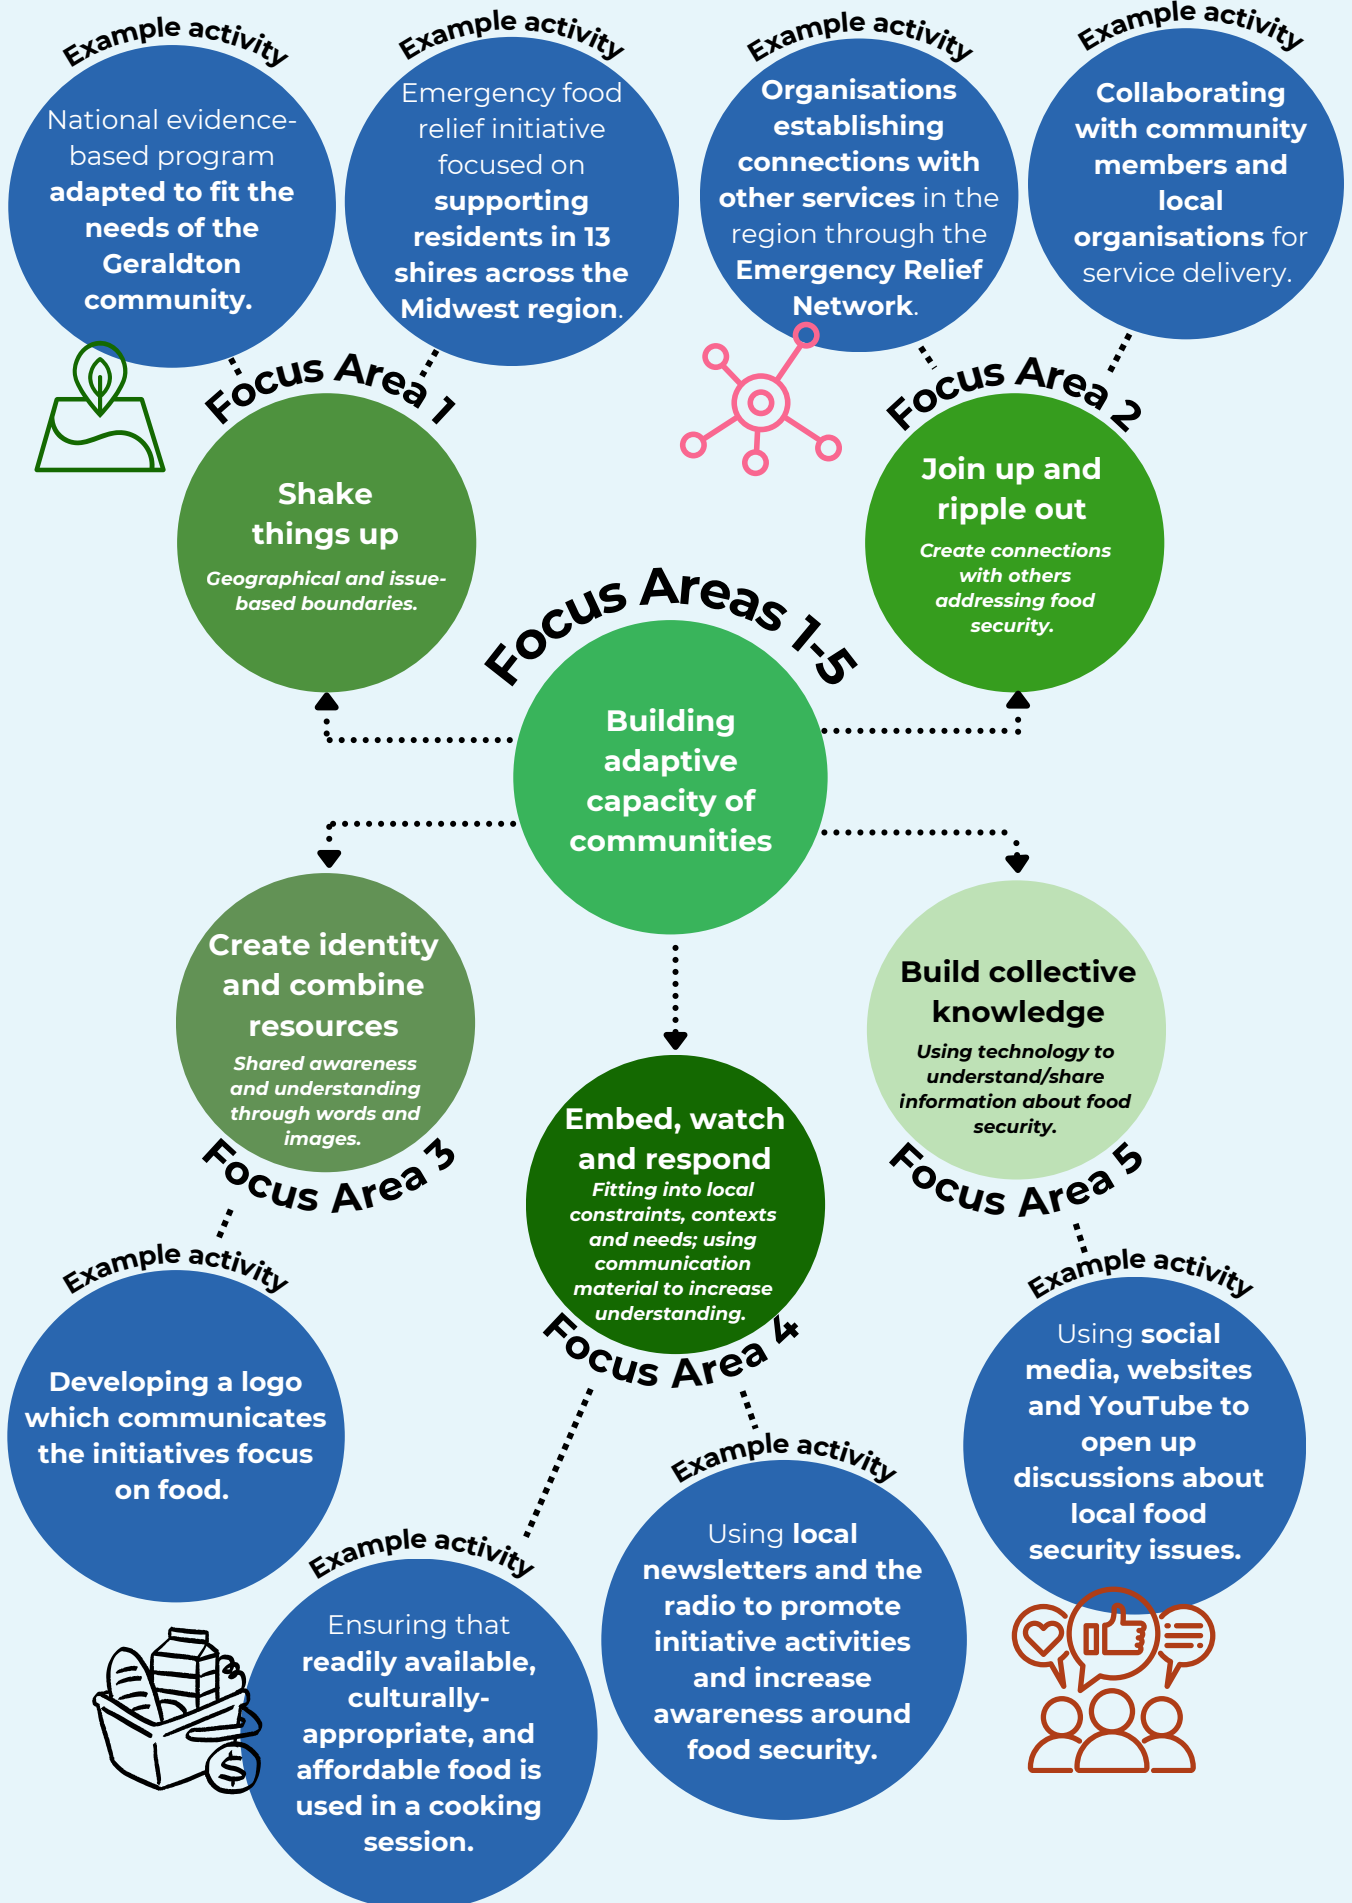 Example activity
National evidence-
based program
adapted to fit the
needs of the
Geraldton
community.
Example activity
Emergency food
relief initiative
focused on
supporting
residents in 13
shires across the
Midwest region.
Example activity
Organisations
establishing
connections with
other services in the
region through the
Emergency Relief
Network.
Example activity
Collaborating
with community
members and
local
organisations for
service delivery.
Focus Area 1
Shake
things up
Geographical and issue-
based boundaries.
Focus Area 2
Join up and
ripple out
Create connections
with others
addressing food
security.
Focus Areas 1-5
Building
adaptive
capacity of
communities
Create identity
and combine
resources
Shared awareness
and understanding
through words and
images.
Focus Area 3
Embed, watch
and respond
Fitting into local
constraints, contexts
and needs; using
communication
material to increase
understanding.
Focus Area 4
Build collective
knowledge
Using technology to
understand/share
information about food
security.
Focus Area 5
Example activity
Developing a logo
which communicates
the initiatives focus
on food.
Example activity
Ensuring that
readily available,
culturally-
appropriate, and
affordable food is
used in a cooking
session.
Example activity
Using local
newsletters and the
radio to promote
initiative activities
and increase
awareness around
food security.
Example activity
Using social
media, websites
and YouTube to
open up
discussions about
local food
security issues.
$